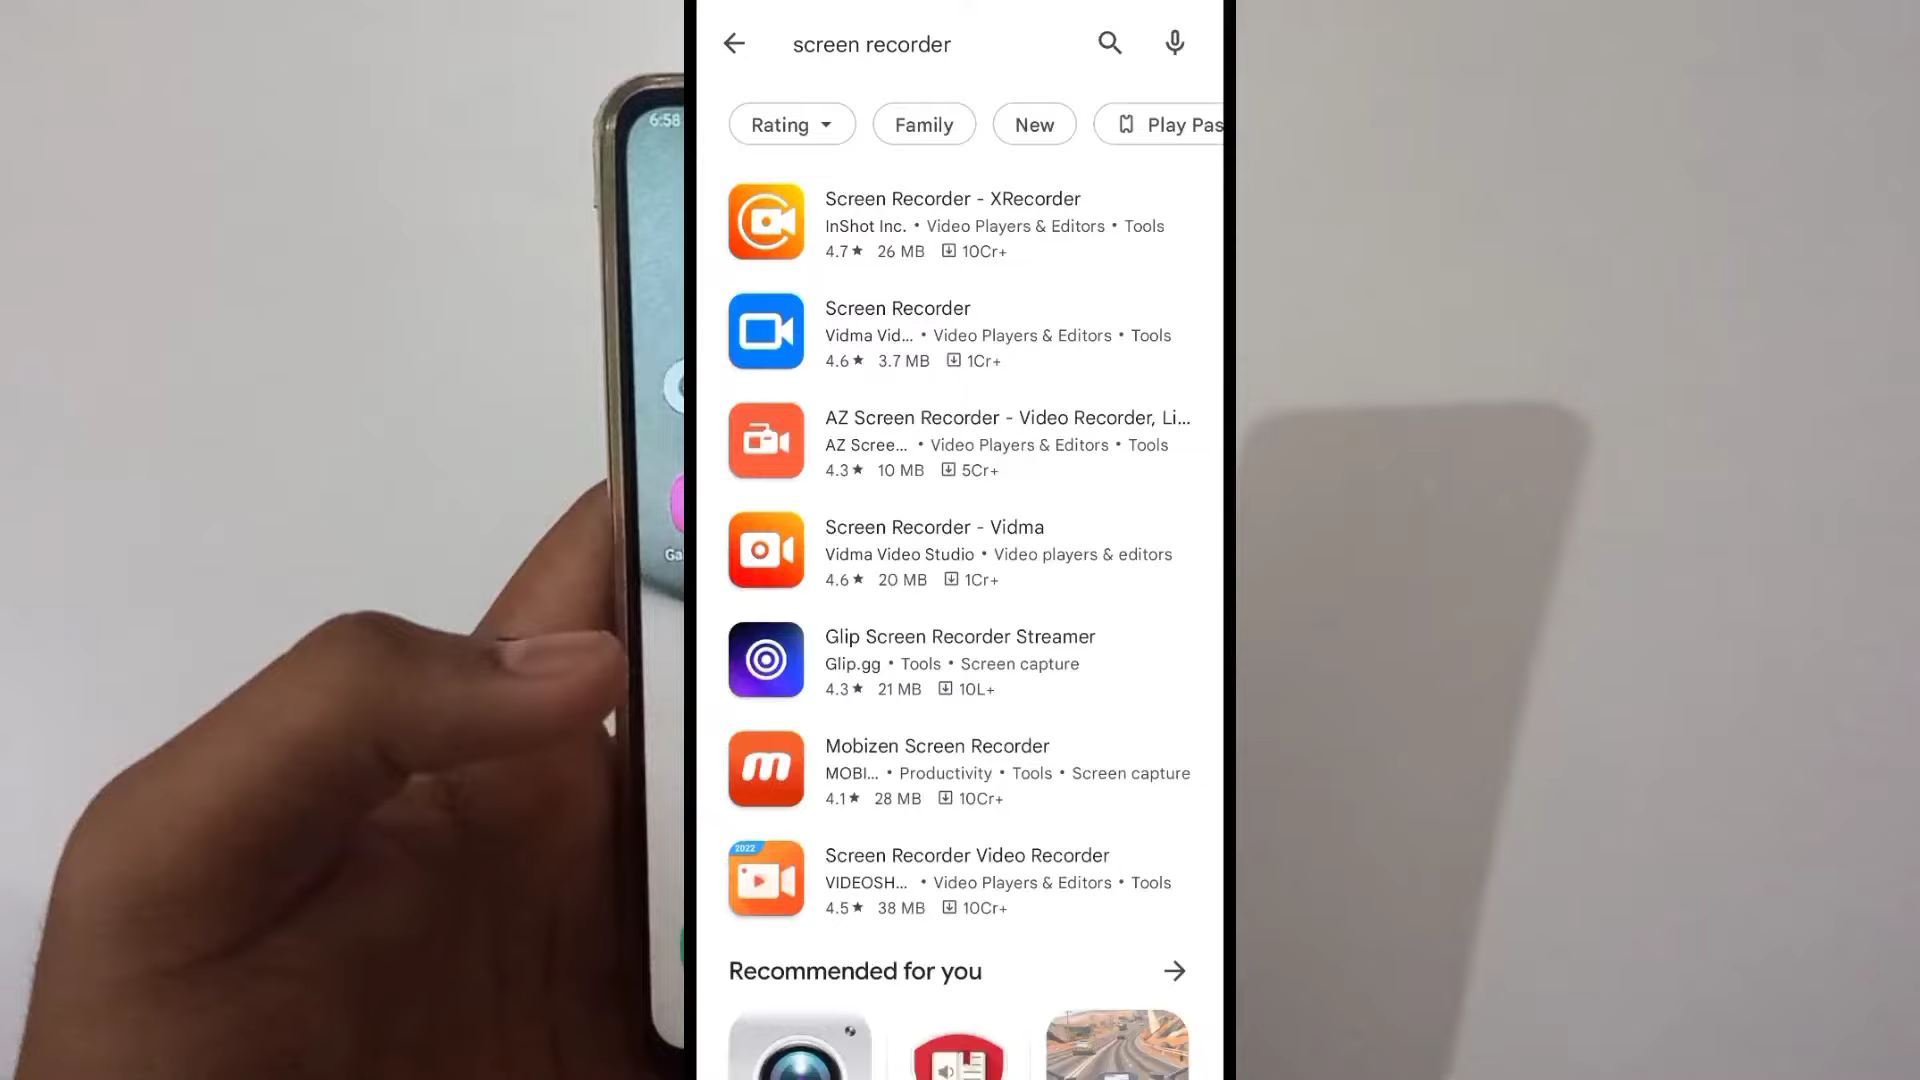 screen recorder
6:58
Rating
Family
New
Play Pas
Screen Recorder - XRecorder
InShot Inc. • Video Players & Editors • Tools
4.7★ 26 MB 10Cr+
Screen Recorder
Vidma Vid... • Video Players & Editors • Tools
4.6★ 3.7 MB 1Cr+
AZ Screen Recorder - Video Recorder, Li...
AZ Scree... • Video Players & Editors • Tools
4.3★ 10 MB 5Cr+
Screen Recorder - Vidma
Vidma Video Studio • Video players & editors
4.6★ 20 MB 1Cr+
Ga
Glip Screen Recorder Streamer
Glip.gg • Tools • Screen capture
4.3★ 21 MB 10L+
Mobizen Screen Recorder
MOBI... • Productivity • Tools • Screen capture
4.1★ 28 MB 10Cr+
2022
Screen Recorder Video Recorder
VIDEOSH... • Video Players & Editors • Tools
4.5★ 38 MB 10Cr+
Recommended for you